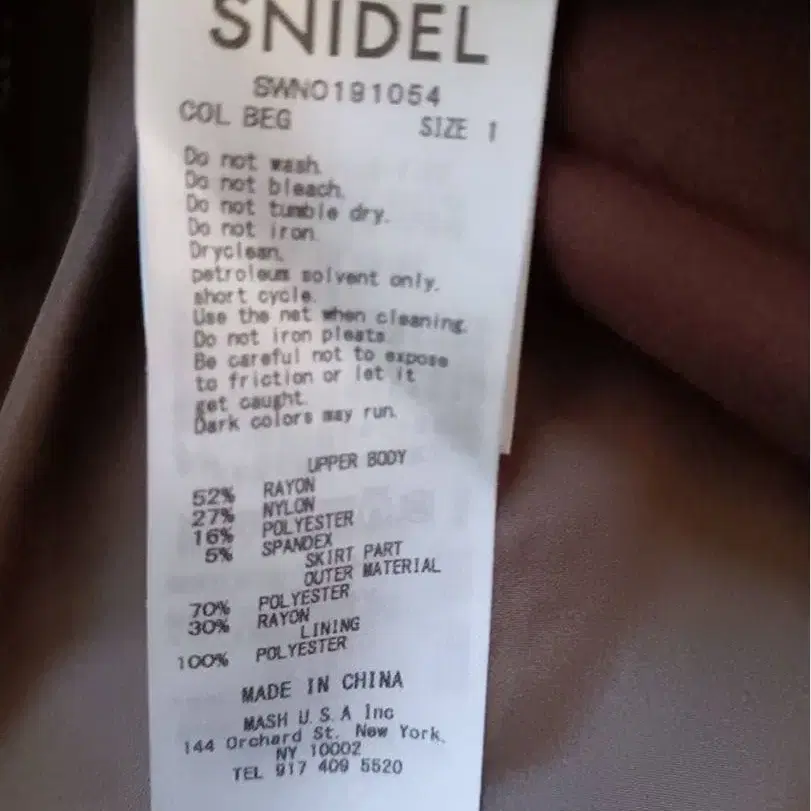 SNIDEL
SWNO191054
COL BEG SIZE 1
Do not wash.
Do not bleach.
Do not tumble dry.
Do not iron.
Dryclean,
petroleum solvent only,
short cycle.
Use the net when cleaning.
Do not iron pleats.
Be careful not to expose
to friction or let it
get caught.
Dark colors may run.
UPPER BODY
52% RAYON
27% NYLON
16% POLYESTER
5% SPANDEX
SKIRT PART
OUTER MATERIAL
70% POLYESTER
30% RAYON
LINING
100% POLYESTER
MADE IN CHINA
MASH U.S.A Inc
144 Orchard St. New York,
NY 10002
TEL 917 409 5520